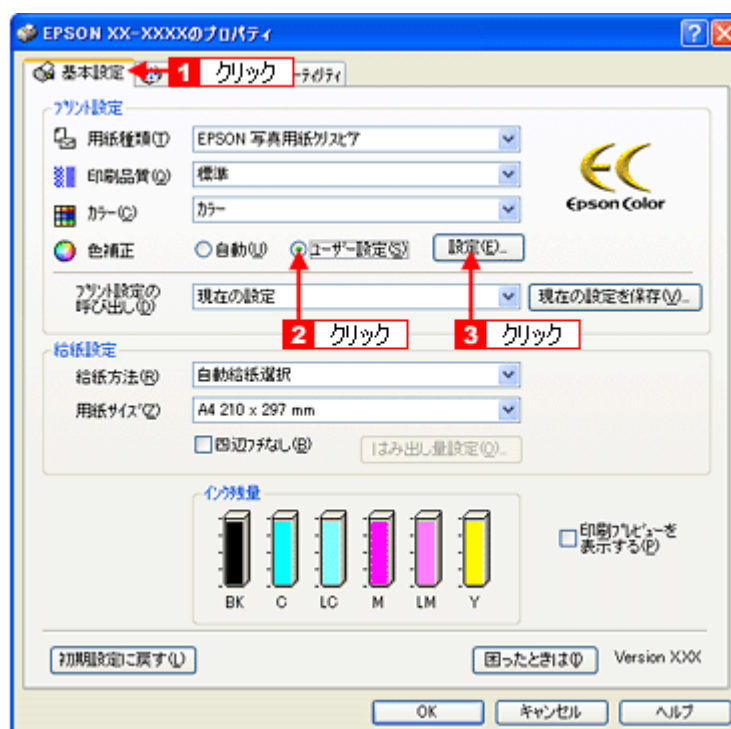 EPSON XX-XXXXのプロパティ
基本設定
1 クリック
ーティリティ
プリント設定
用紙種類(T) EPSON 写真用紙クリスピア
印刷品質(Q) 標準
カラー(C) カラー
Epson Color
色補正 自動(U) ユーザー設定(S) 設定(E)...
プリント設定の
呼び出し(D) 現在の設定 現在の設定を保存(V)...
2 クリック 3 クリック
給紙設定
給紙方法(R) 自動給紙選択
用紙サイズ(Z) A4 210 x 297 mm
四辺フチなし(B) はみ出し量設定(O)...
インク残量
印刷プレビューを
表示する(P)
BK C LC M LM Y
初期設定に戻す(L) 困ったときは(I) Version X.XX
OK キャンセル ヘルプ